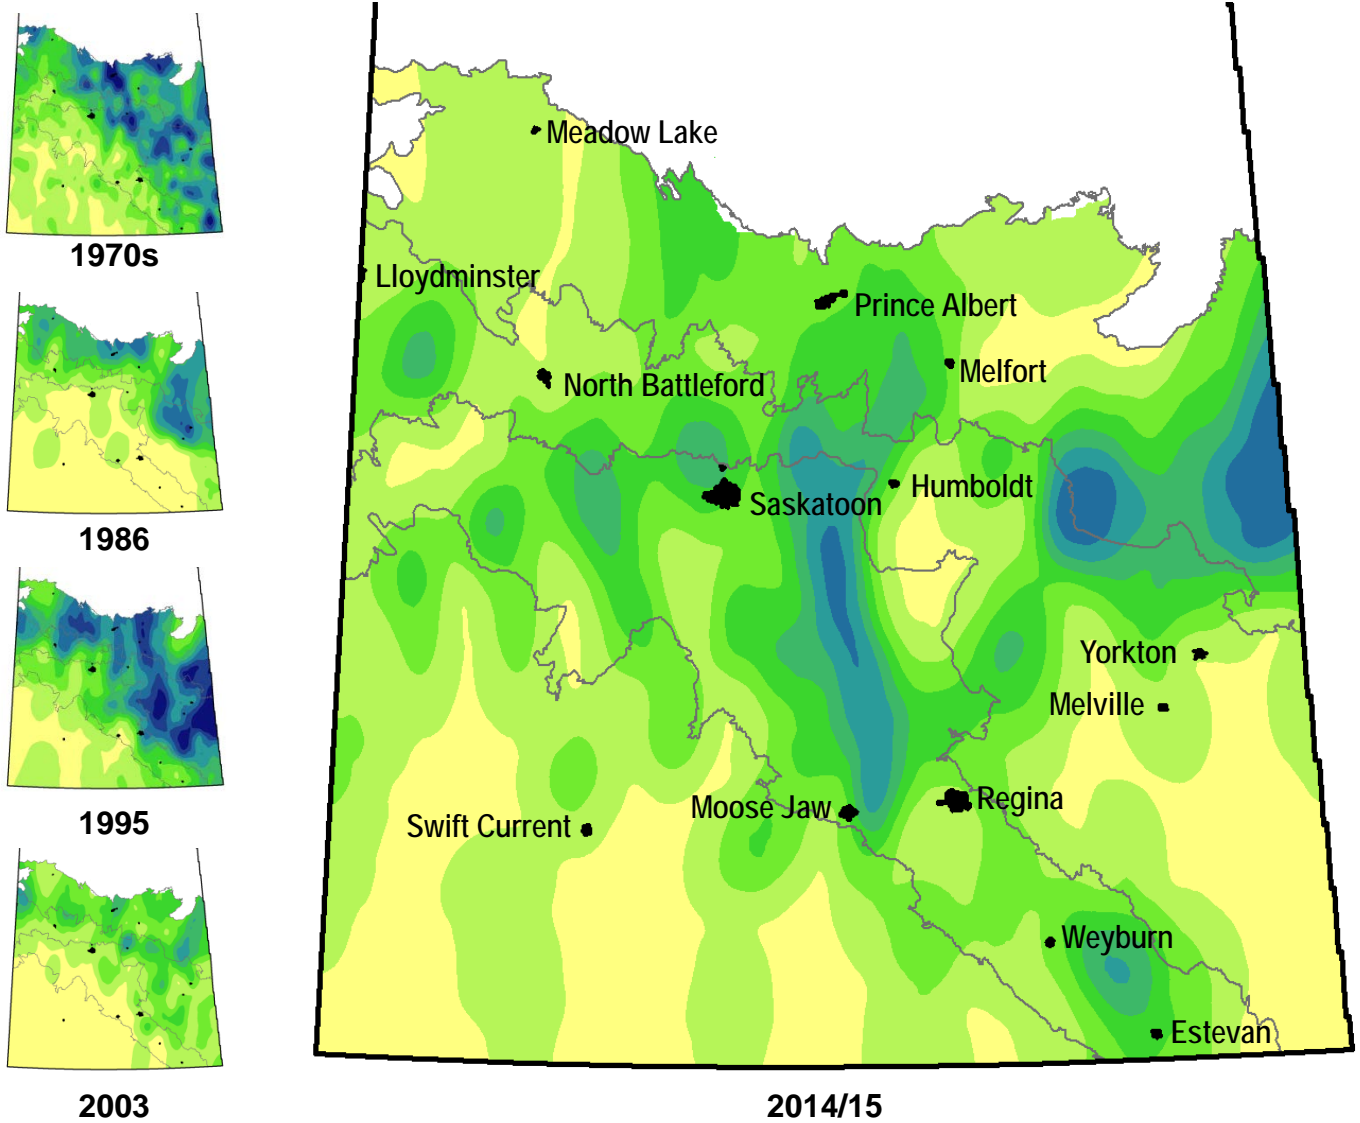 1970s
1986
1995
2003
Meadow Lake
Lloydminster
Prince Albert
Melfort
North Battleford
Humboldt
Saskatoon
Yorkton
Melville
Regina
Moose Jaw
Swift Current
Weyburn
Estevan
2014/15